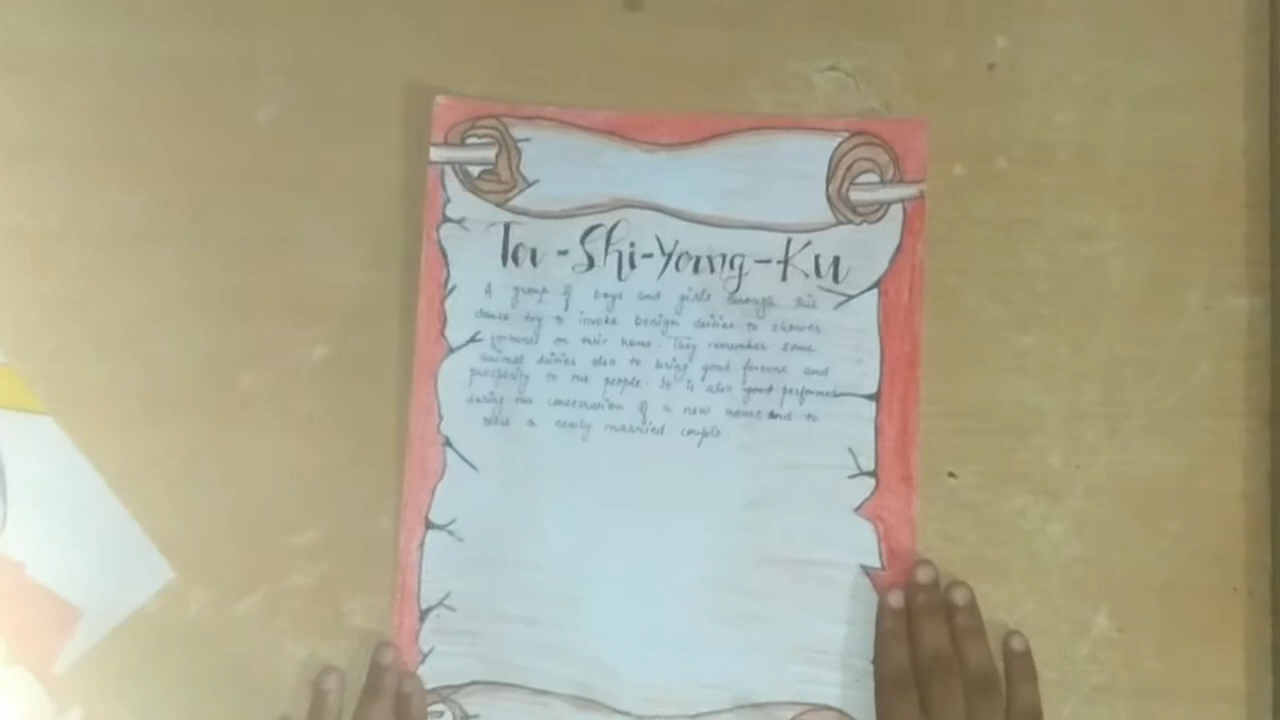 Ta-Shi-Yang-Ku
A group of boys and girls through this
dance try to invoke benign deities to shower
fortunes on their home. They remember some
animal deities also to bring good fortune and
prosperity to the people. It is also good performed
during the consecration of a new house and to
bless a newly married couple.